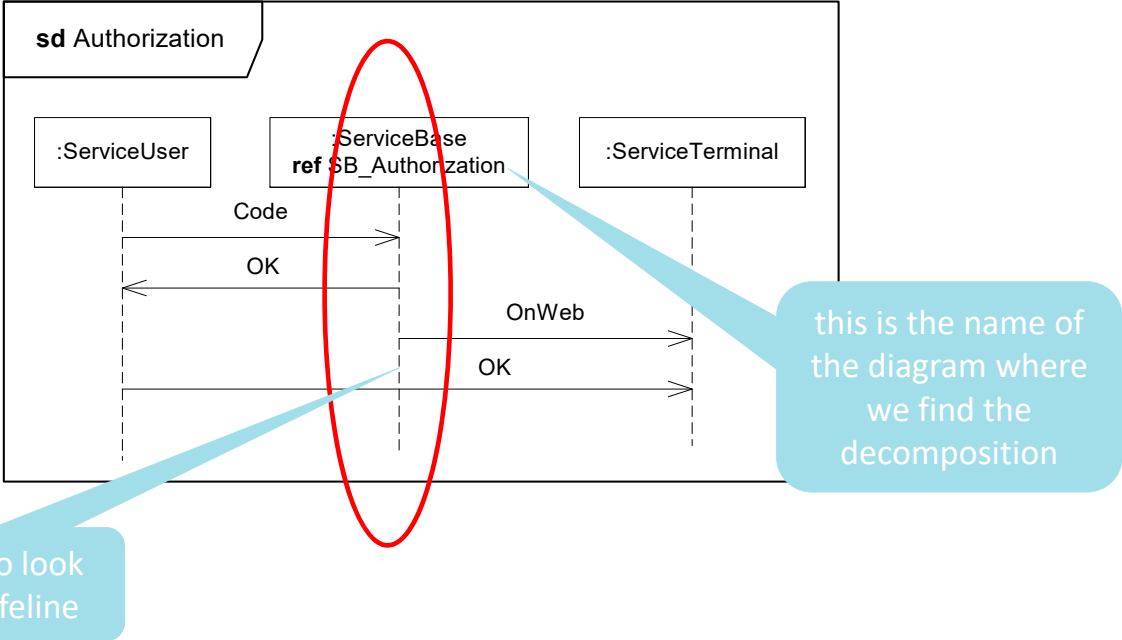 sd Authorization
:ServiceUser
:ServiceBase
ref SB_Authorization
:ServiceTerminal
Code
OK
OnWeb
OK
this is the name of
the diagram where
we find the
decomposition
look